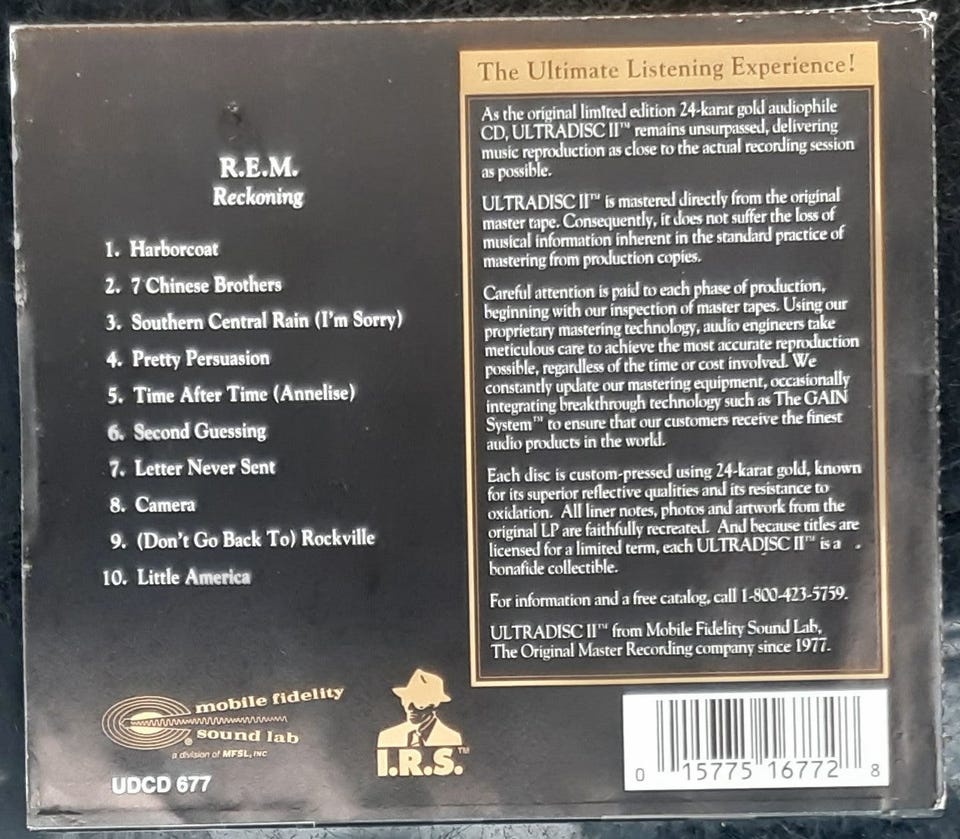 R.E.M.
Reckoning
1. Harborcoat
2. 7 Chinese Brothers
3. Southern Central Rain (I'm Sorry)
4. Pretty Persuasion
5. Time After Time (Annelise)
6. Second Guessing
7. Letter Never Sent
8. Camera
9. (Don't Go Back To) Rockville
10. Little America
The Ultimate Listening Experience!
As the original limited edition 24-karat gold audiophile
CD, ULTRADISC II™ remains unsurpassed, delivering
music reproduction as close to the actual recording session
as possible.
ULTRADISC II™ is mastered directly from the original
master tape. Consequently, it does not suffer the loss of
musical information inherent in the standard practice of
mastering from production copies.
Careful attention is paid to each phase of production,
beginning with our inspection of master tapes. Using our
proprietary mastering technology, audio engineers take
meticulous care to achieve the most accurate reproduction
possible, regardless of the time or cost involved. We
constantly update our mastering equipment, occasionally
integrating breakthrough technology such as The GAIN
System™ to ensure that our customers receive the finest
audio products in the world.
Each disc is custom-pressed using 24-karat gold, known
for its superior reflective qualities and its resistance to
oxidation. All liner notes, photos and artwork from the
original LP are faithfully recreated. And because titles are
licensed for a limited term, each ULTRADISC II™ is a
bonafide collectible.
For information and a free catalog, call 1-800-423-5759.
ULTRADISC II™ from Mobile Fidelity Sound Lab,
The Original Master Recording company since 1977.
mobile fidelity
sound lab
®
a division of MFSL, INC
UDCD 677
I.R.S.™
0 15775 16772 8